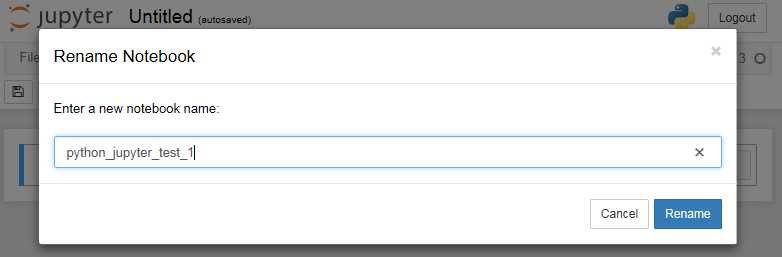 jupyter Untitled (autosaved) Logout
Rename Notebook ×
File 3
Enter a new notebook name:
python_jupyter_test_1 ×
Cancel Rename